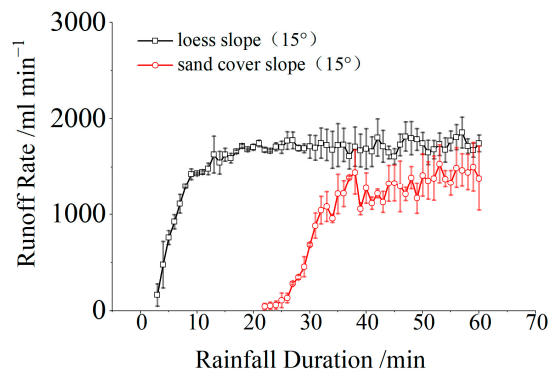 3000
2000
1000
0
Runoff Rate /ml min⁻¹
loess slope（15°）
sand cover slope（15°）
0 10 20 30 40 50 60 70
Rainfall Duration /min